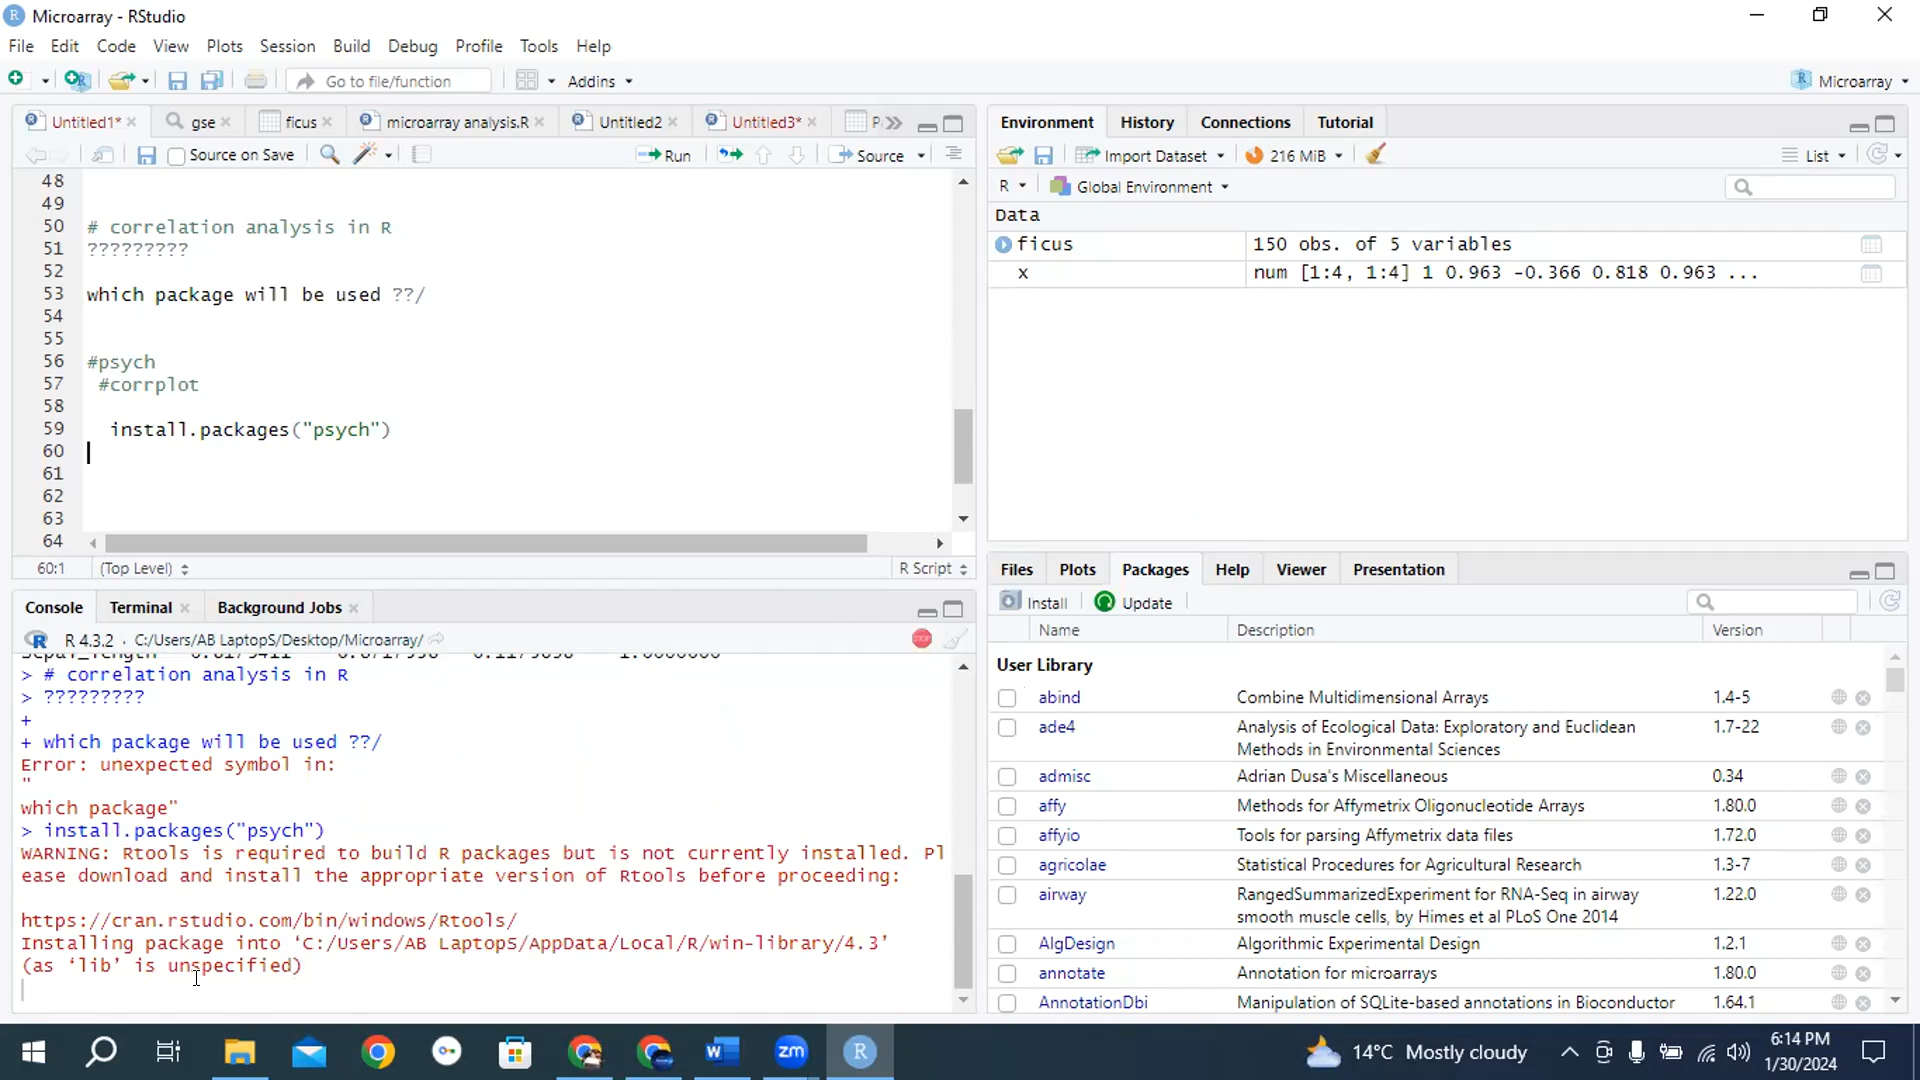 Microarray - RStudio
File Edit Code View Plots Session Build Debug Profile Tools Help
Go to file/function Addins Microarray
Untitled1* gse ficus microarray analysis.R Untitled2 Untitled3* P
Source on Save Run Source
48
49
50 # correlation analysis in R
51 ?????????
52
53 which package will be used ??/
54
55
56 #psych
57 #corrplot
58
59 install.packages("psych")
60
61
62
63
64
60:1 (Top Level) R Script
Console Terminal Background Jobs
R 4.3.2 · C:/Users/AB LaptopS/Desktop/Microarray/
> # correlation analysis in R
> ?????????
+
+ which package will be used ??/
Error: unexpected symbol in:
"
which package"
> install.packages("psych")
WARNING: Rtools is required to build R packages but is not currently installed. Pl
ease download and install the appropriate version of Rtools before proceeding:
https://cran.rstudio.com/bin/windows/Rtools/
Installing package into ‘C:/Users/AB LaptopS/AppData/Local/R/win-library/4.3’
(as ‘lib’ is unspecified)
Environment History Connections Tutorial
Import Dataset 216 MiB List
R Global Environment
Data
ficus 150 obs. of 5 variables
x num [1:4, 1:4] 1 0.963 -0.366 0.818 0.963 ...
Files Plots Packages Help Viewer Presentation
Install Update
Name Description Version
User Library
abind Combine Multidimensional Arrays 1.4-5
ade4 Analysis of Ecological Data: Exploratory and Euclidean 1.7-22
Methods in Environmental Sciences
admisc Adrian Dusa's Miscellaneous 0.34
affy Methods for Affymetrix Oligonucleotide Arrays 1.80.0
affyio Tools for parsing Affymetrix data files 1.72.0
agricolae Statistical Procedures for Agricultural Research 1.3-7
airway RangedSummarizedExperiment for RNA-Seq in airway 1.22.0
smooth muscle cells, by Himes et al PLoS One 2014
AlgDesign Algorithmic Experimental Design 1.2.1
annotate Annotation for microarrays 1.80.0
AnnotationDbi Manipulation of SQLite-based annotations in Bioconductor 1.64.1
14°C Mostly cloudy
6:14 PM
1/30/2024